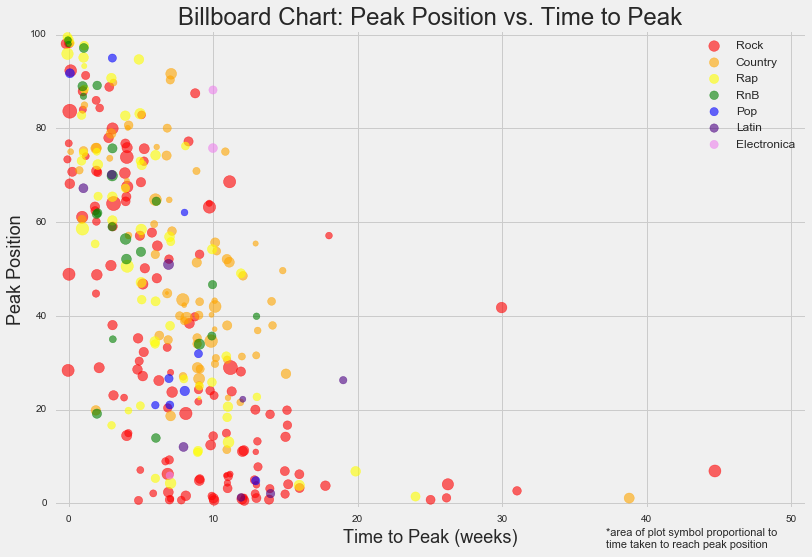 Billboard Chart: Peak Position vs. Time to Peak
100
80
60
40
20
0
Peak Position
Rock
Country
Rap
RnB
Pop
Latin
Electronica
0
10
20
30
40
50
Time to Peak (weeks)
*area of plot symbol proportional to
time taken to reach peak position